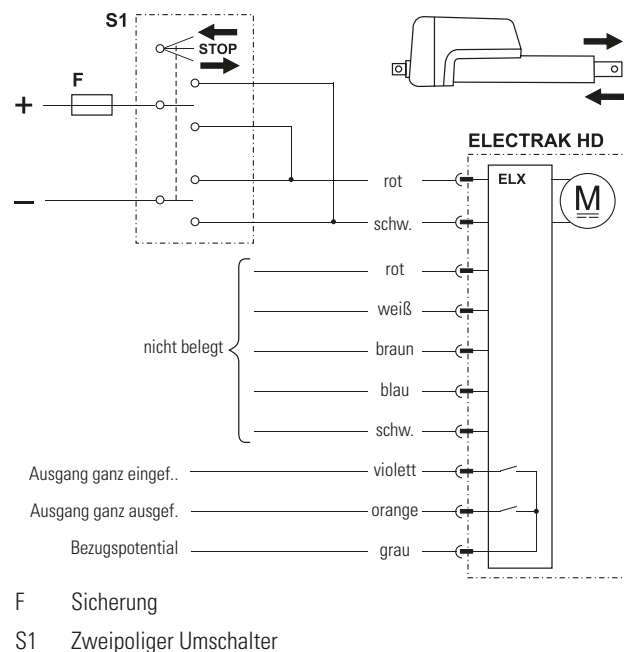 S1
STOP
F
+
–
ELECTRAK HD
ELX
M
rot
schw.
rot
weiß
nicht belegt
braun
blau
schw.
Ausgang ganz eingef..
violett
Ausgang ganz ausgef.
orange
Bezugspotential
grau
F Sicherung
S1 Zweipoliger Umschalter